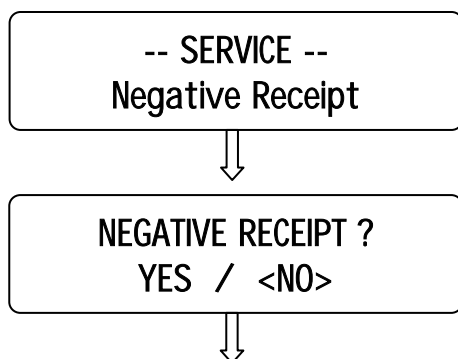 -- SERVICE --
Negative Receipt
NEGATIVE RECEIPT ?
YES / <NO>